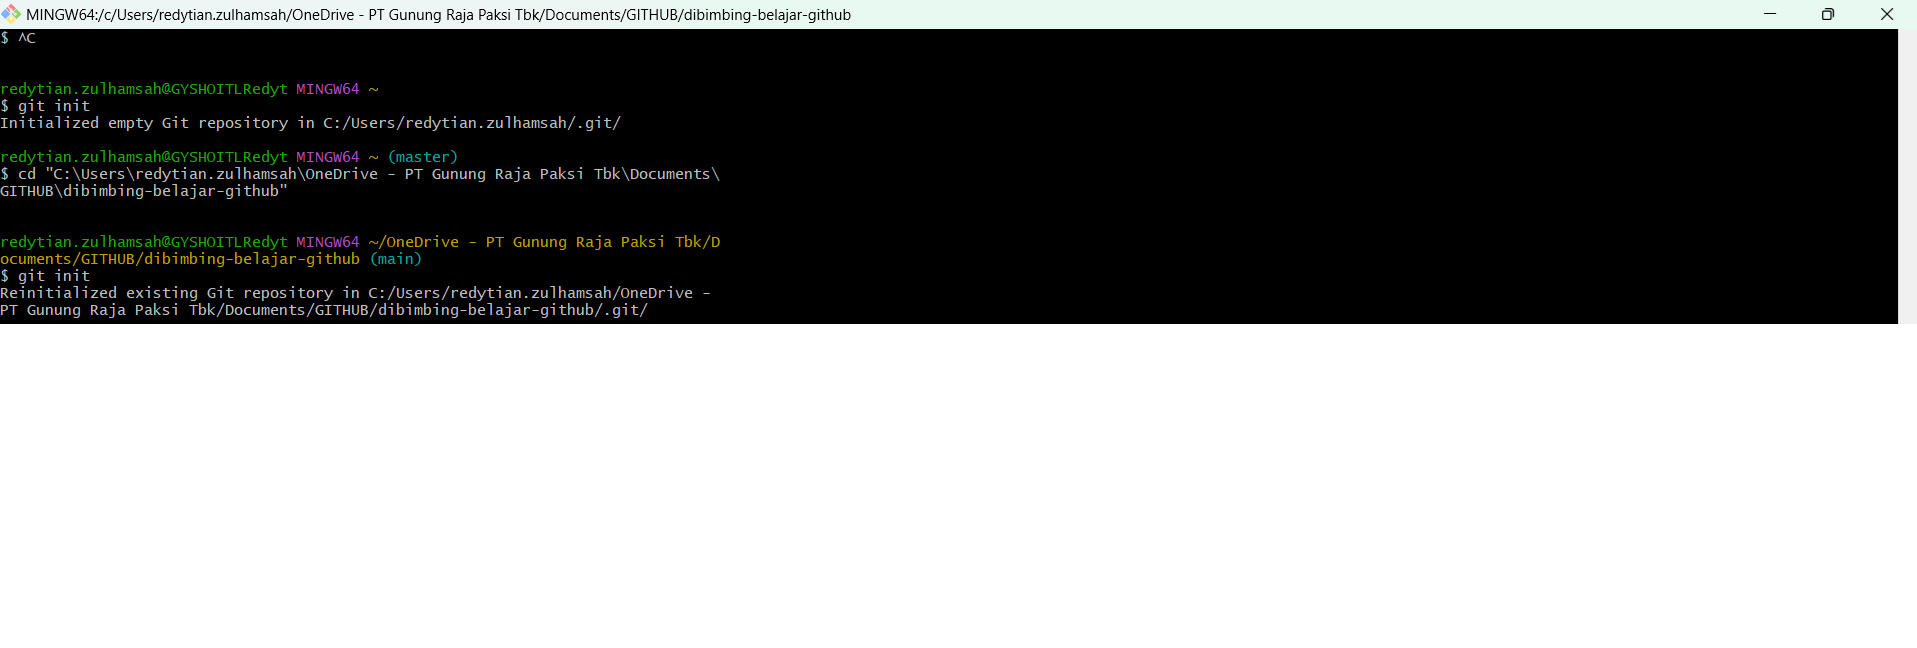 MINGW64:/c/Users/redytian.zulhamsah/OneDrive - PT Gunung Raja Paksi Tbk/Documents/GITHUB/dibimbing-belajar-github
$ ^C
redytian.zulhamsah@GYSHOITLRedyt MINGW64 ~
$ git init
Initialized empty Git repository in C:/Users/redytian.zulhamsah/.git/
redytian.zulhamsah@GYSHOITLRedyt MINGW64 ~ (master)
$ cd "C:\Users\redytian.zulhamsah\OneDrive - PT Gunung Raja Paksi Tbk\Documents\
GITHUB\dibimbing-belajar-github"
redytian.zulhamsah@GYSHOITLRedyt MINGW64 ~/OneDrive - PT Gunung Raja Paksi Tbk/D
ocuments/GITHUB/dibimbing-belajar-github (main)
$ git init
Reinitialized existing Git repository in C:/Users/redytian.zulhamsah/OneDrive -
PT Gunung Raja Paksi Tbk/Documents/GITHUB/dibimbing-belajar-github/.git/